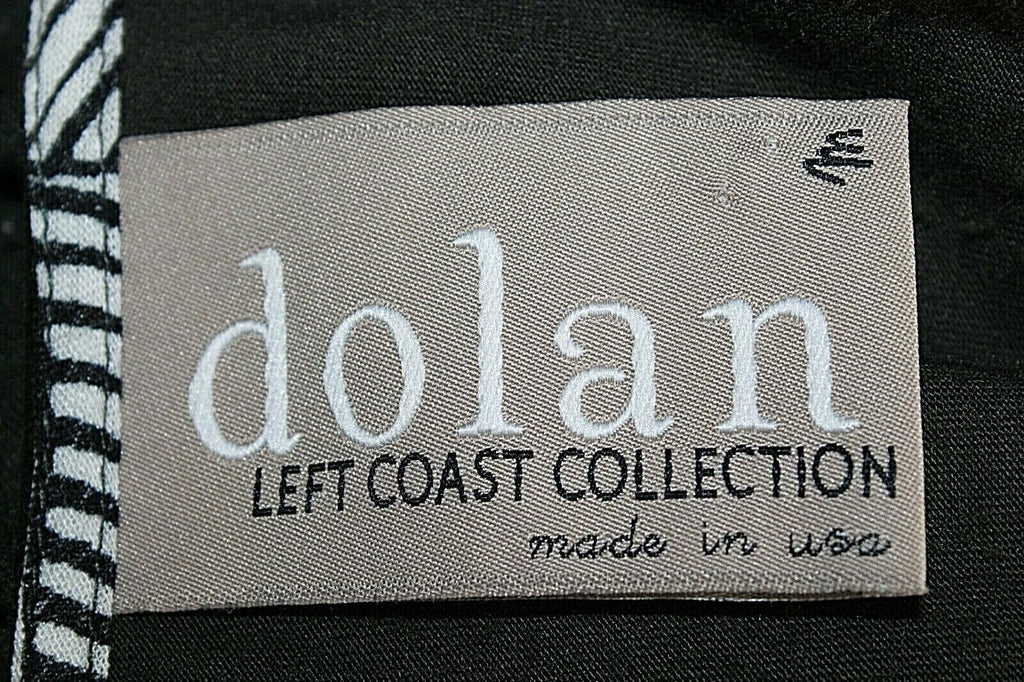 m
dolan
LEFT COAST COLLECTION
made in usa